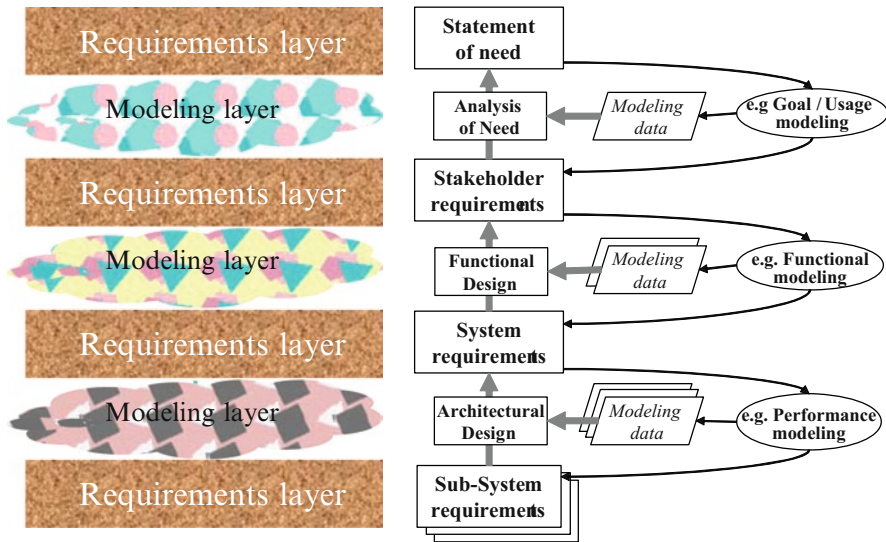 Requirements layer
Modeling layer
Requirements layer
Modeling layer
Requirements layer
Modeling layer
Requirements layer
Statement
of need
Analysis
of Need
Modeling
data
e.g Goal / Usage
modeling
Stakeholder
requirements
Functional
Design
Modeling
data
e.g. Functional
modeling
System
requirements
Architectural
Design
Modeling
data
e.g. Performance
modeling
Sub-System
requirements